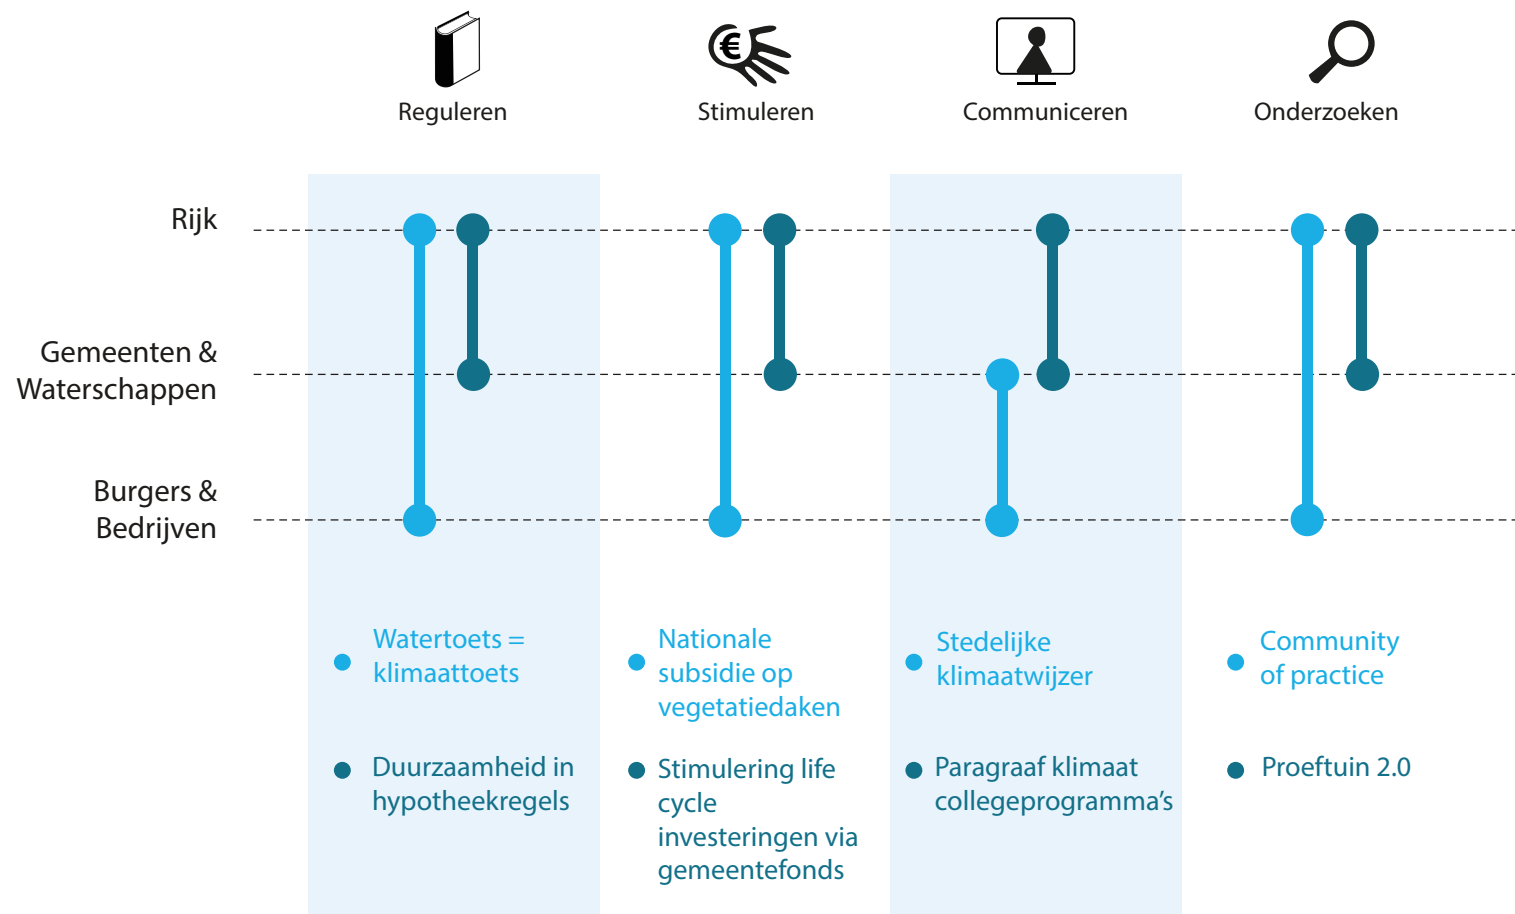 €
Reguleren
Stimuleren
Communiceren
Onderzoeken
Rijk
Gemeenten &
Waterschappen
Burgers &
Bedrijven
Watertoets =
klimaattoets
Nationale
subsidie op
vegetatiedaken
Stedelijke
klimaatwijzer
Community
of practice
Duurzaamheid in
hypotheekregels
Stimulering life
cycle
investeringen via
gemeentefonds
Paragraaf klimaat
collegeprogramma’s
Proeftuin 2.0